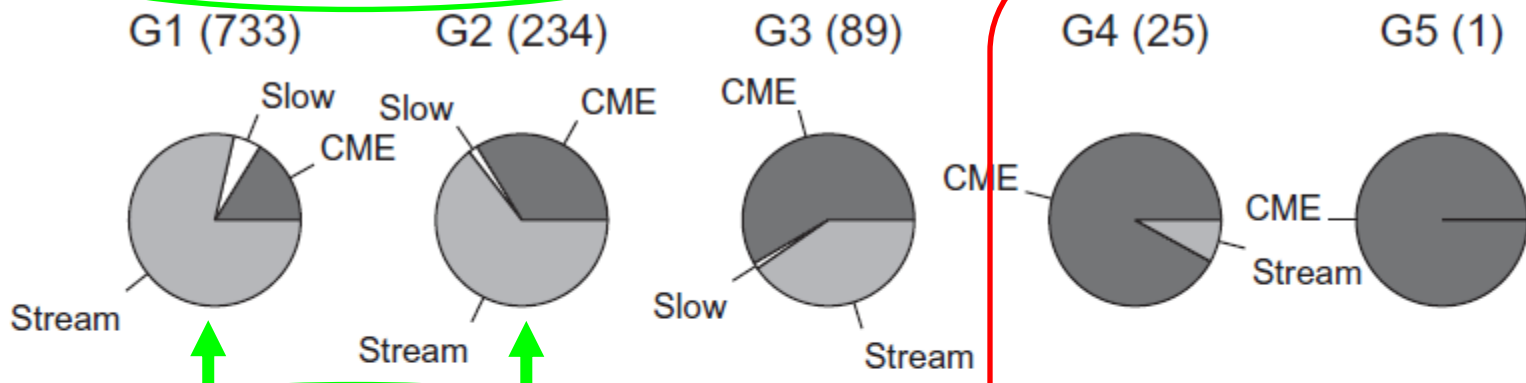 G1 (733) G2 (234) G3 (89) G4 (25) G5 (1)
Slow CME Stream
Slow CME Stream
CME Slow Stream
CME Stream
CME